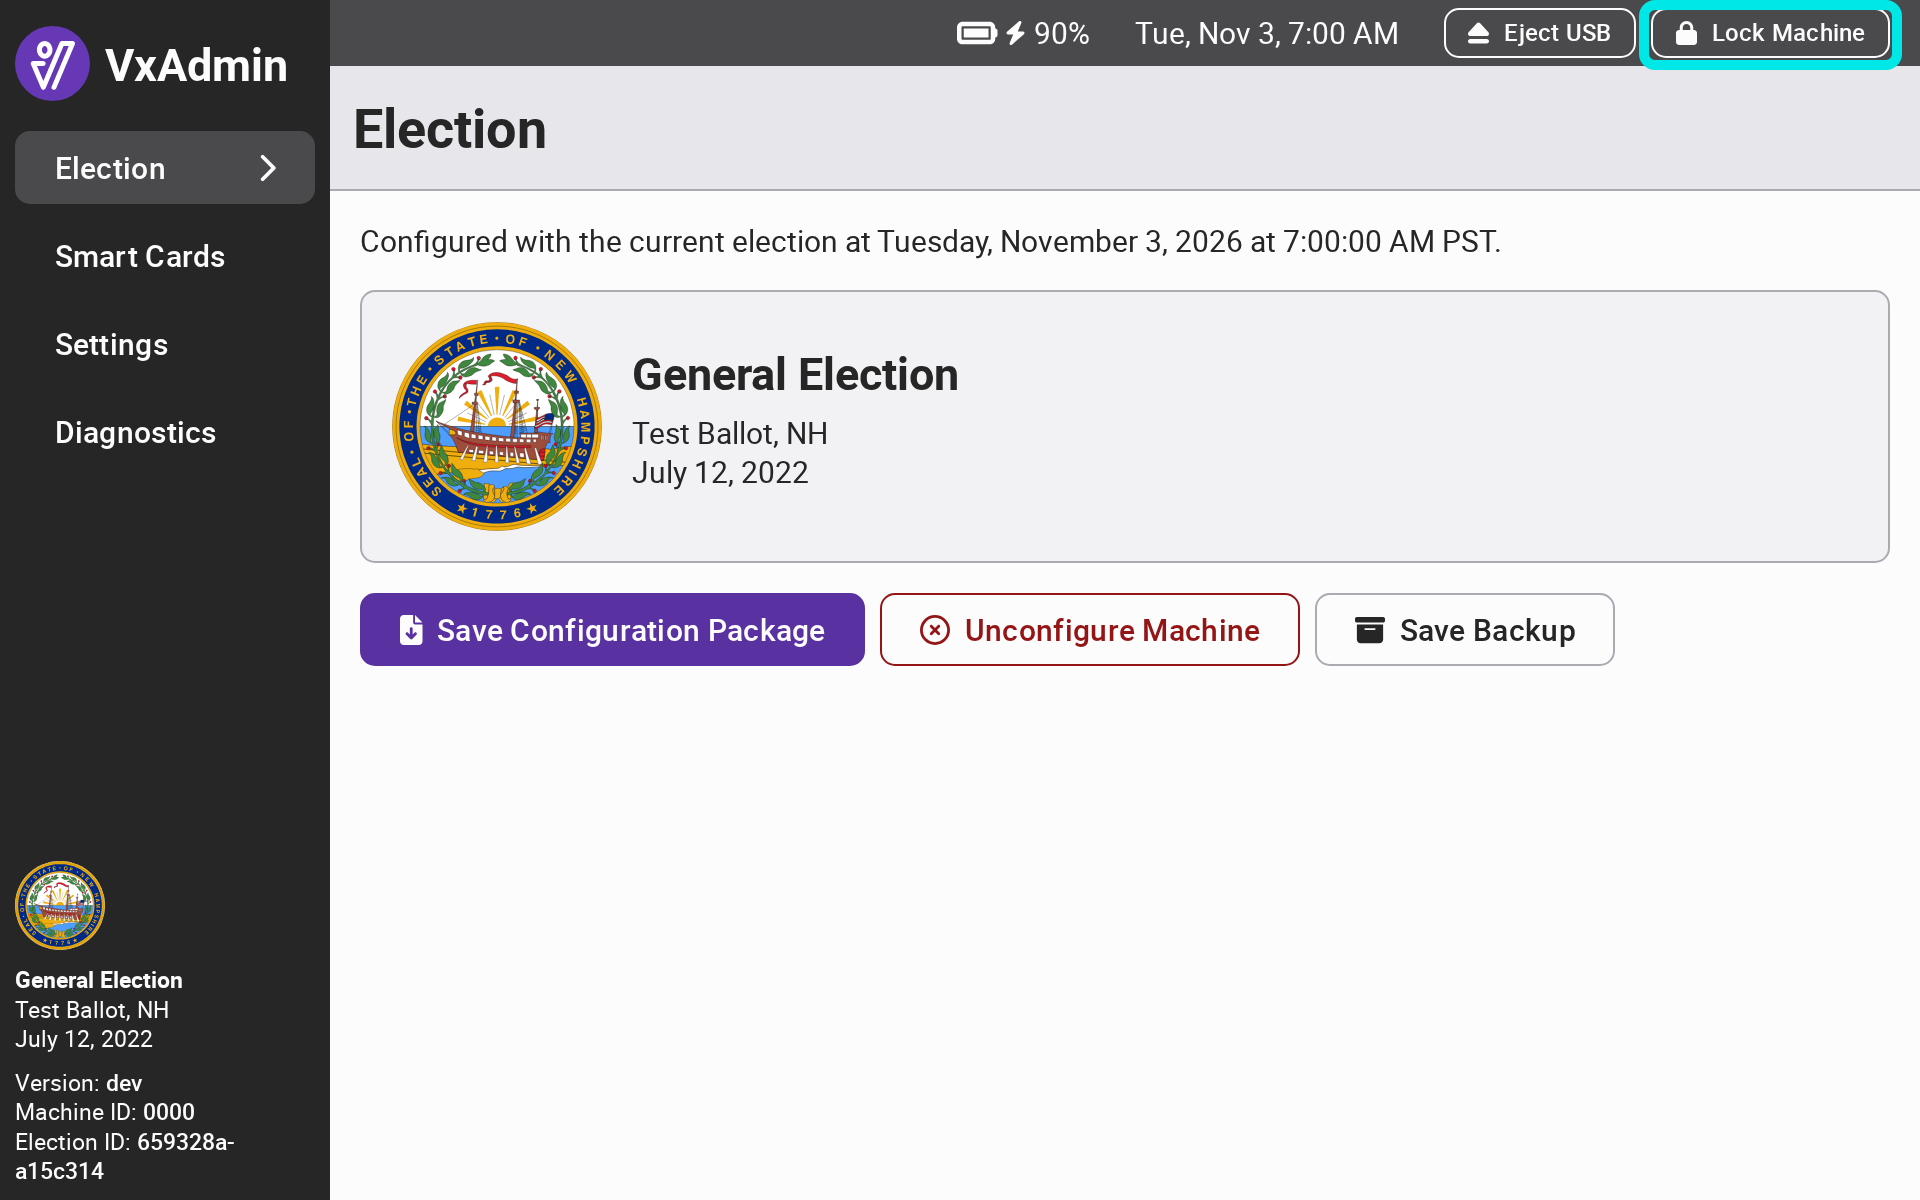 VxAdmin
Election
Smart Cards
Settings
Diagnostics
General Election
Test Ballot, NH
July 12, 2022
Version: dev
Machine ID: 0000
Election ID: 659328a-
a15c314
90%
Tue, Nov 3, 7:00 AM
Eject USB
Lock Machine
Election
Configured with the current election at Tuesday, November 3, 2026 at 7:00:00 AM PST.
SEAL · OF · THE · STATE · OF · NEW HAMPSHIRE
1776
General Election
Test Ballot, NH
July 12, 2022
Save Configuration Package
Unconfigure Machine
Save Backup